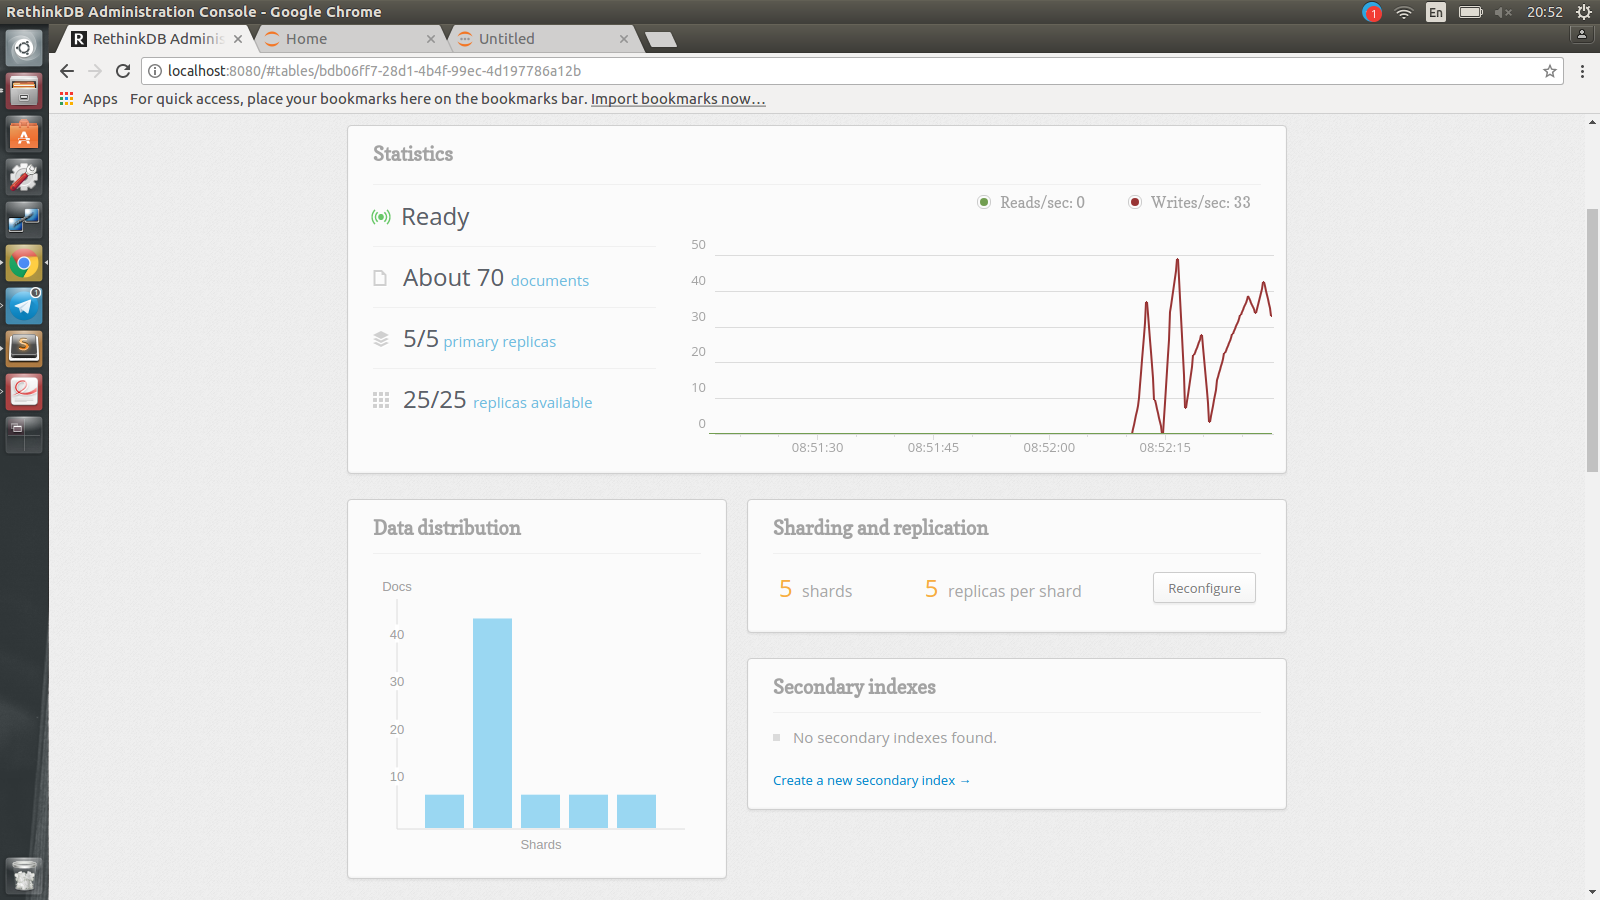 RethinkDB Administration Console - Google Chrome
1
En
20:52
RethinkDB Adminis
Home
Untitled
localhost:8080/#tables/bdb06ff7-28d1-4b4f-99ec-4d197786a12b
Apps
For quick access, place your bookmarks here on the bookmarks bar. Import bookmarks now...
Statistics
Ready
Reads/sec: 0
Writes/sec: 33
About 70 documents
5/5 primary replicas
25/25 replicas available
50
40
30
20
10
0
08:51:30
08:51:45
08:52:00
08:52:15
Data distribution
Docs
40
30
20
10
Shards
Sharding and replication
5 shards
5 replicas per shard
Reconfigure
Secondary indexes
No secondary indexes found.
Create a new secondary index →